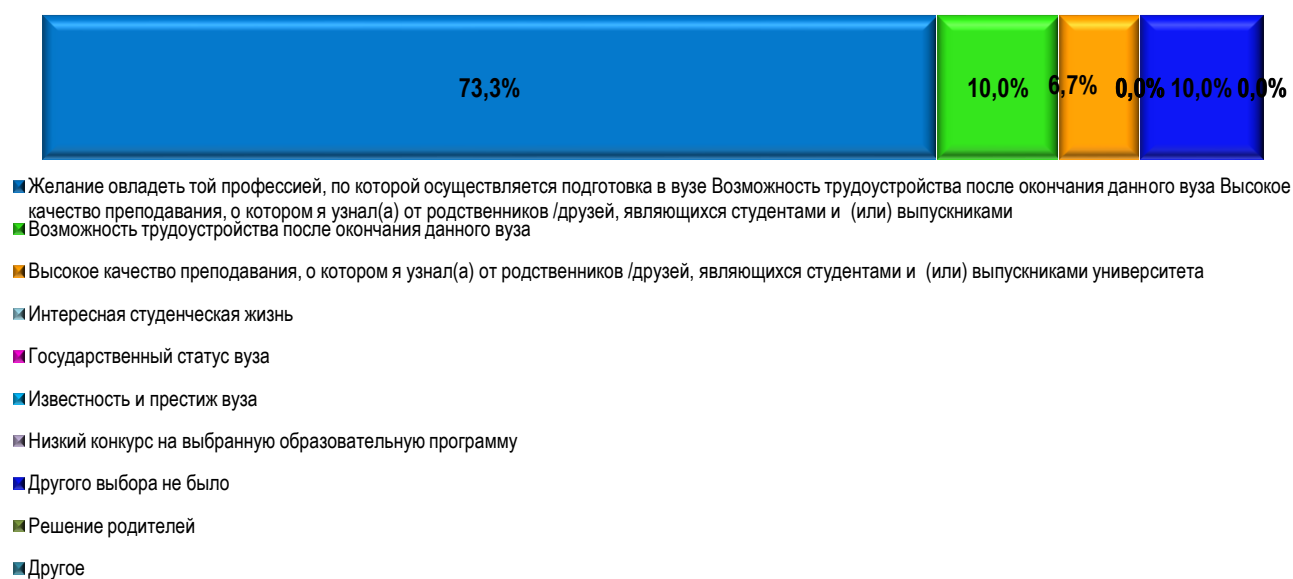 73,3% 10,0% 6,7% 0,0% 10,0% 0,0%
Желание овладеть той профессией, по которой осуществляется подготовка в вузе Возможность трудоустройства после окончания данного вуза Высокое
качество преподавания, о котором я узнал(а) от родственников /друзей, являющихся студентами и (или) выпускниками
Возможность трудоустройства после окончания данного вуза
Высокое качество преподавания, о котором я узнал(а) от родственников /друзей, являющихся студентами и (или) выпускниками университета
Интересная студенческая жизнь
Государственный статус вуза
Известность и престиж вуза
Низкий конкурс на выбранную образовательную программу
Другого выбора не было
Решение родителей
Другое